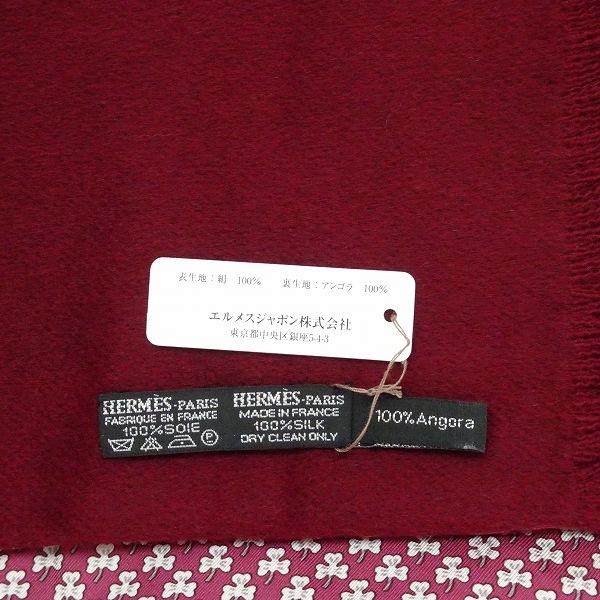 表生地：絹 100% 裏生地：アンゴラ 100%
エルメスジャポン株式会社
東京都中央区銀座5-4-3
HERMÈS-PARIS
FABRIQUÉ EN FRANCE
100% SOIE
P
HERMÈS-PARIS
MADE IN FRANCE
100% SILK
DRY CLEAN ONLY
100% Angora